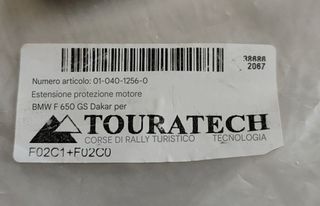 38686
2067
Numero articolo: 01-040-1256-0
Estensione protezione motore
BMW F 650 GS Dakar per
TOURATECH
CORSE DI RALLY TURISTICO TECNOLOGIA
F02C1+F02C0